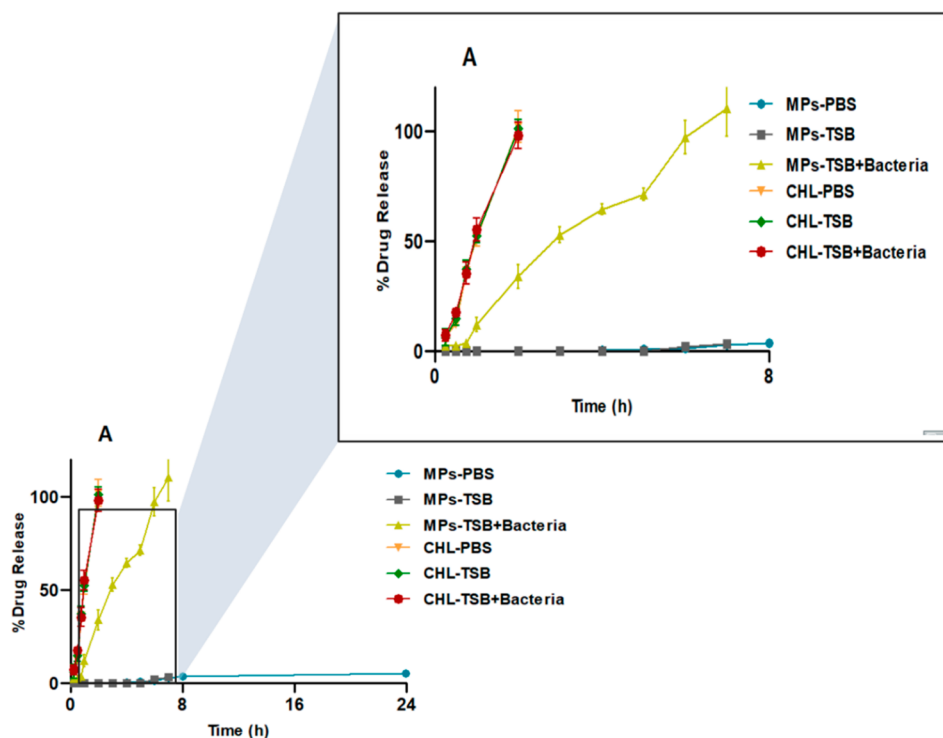 A
100
50
0
% Drug Release
0
8
Time (h)
MPs-PBS
MPs-TSB
MPs-TSB+Bacteria
CHL-PBS
CHL-TSB
CHL-TSB+Bacteria
A
100
50
0
% Drug Release
0
8
16
24
Time (h)
MPs-PBS
MPs-TSB
MPs-TSB+Bacteria
CHL-PBS
CHL-TSB
CHL-TSB+Bacteria